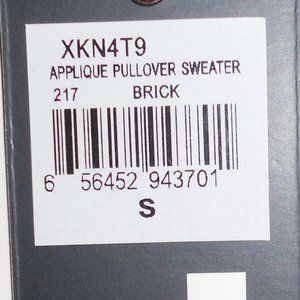 XKN4T9
APPLIQUE PULLOVER SWEATER
217 BRICK
6 56452 943701
S